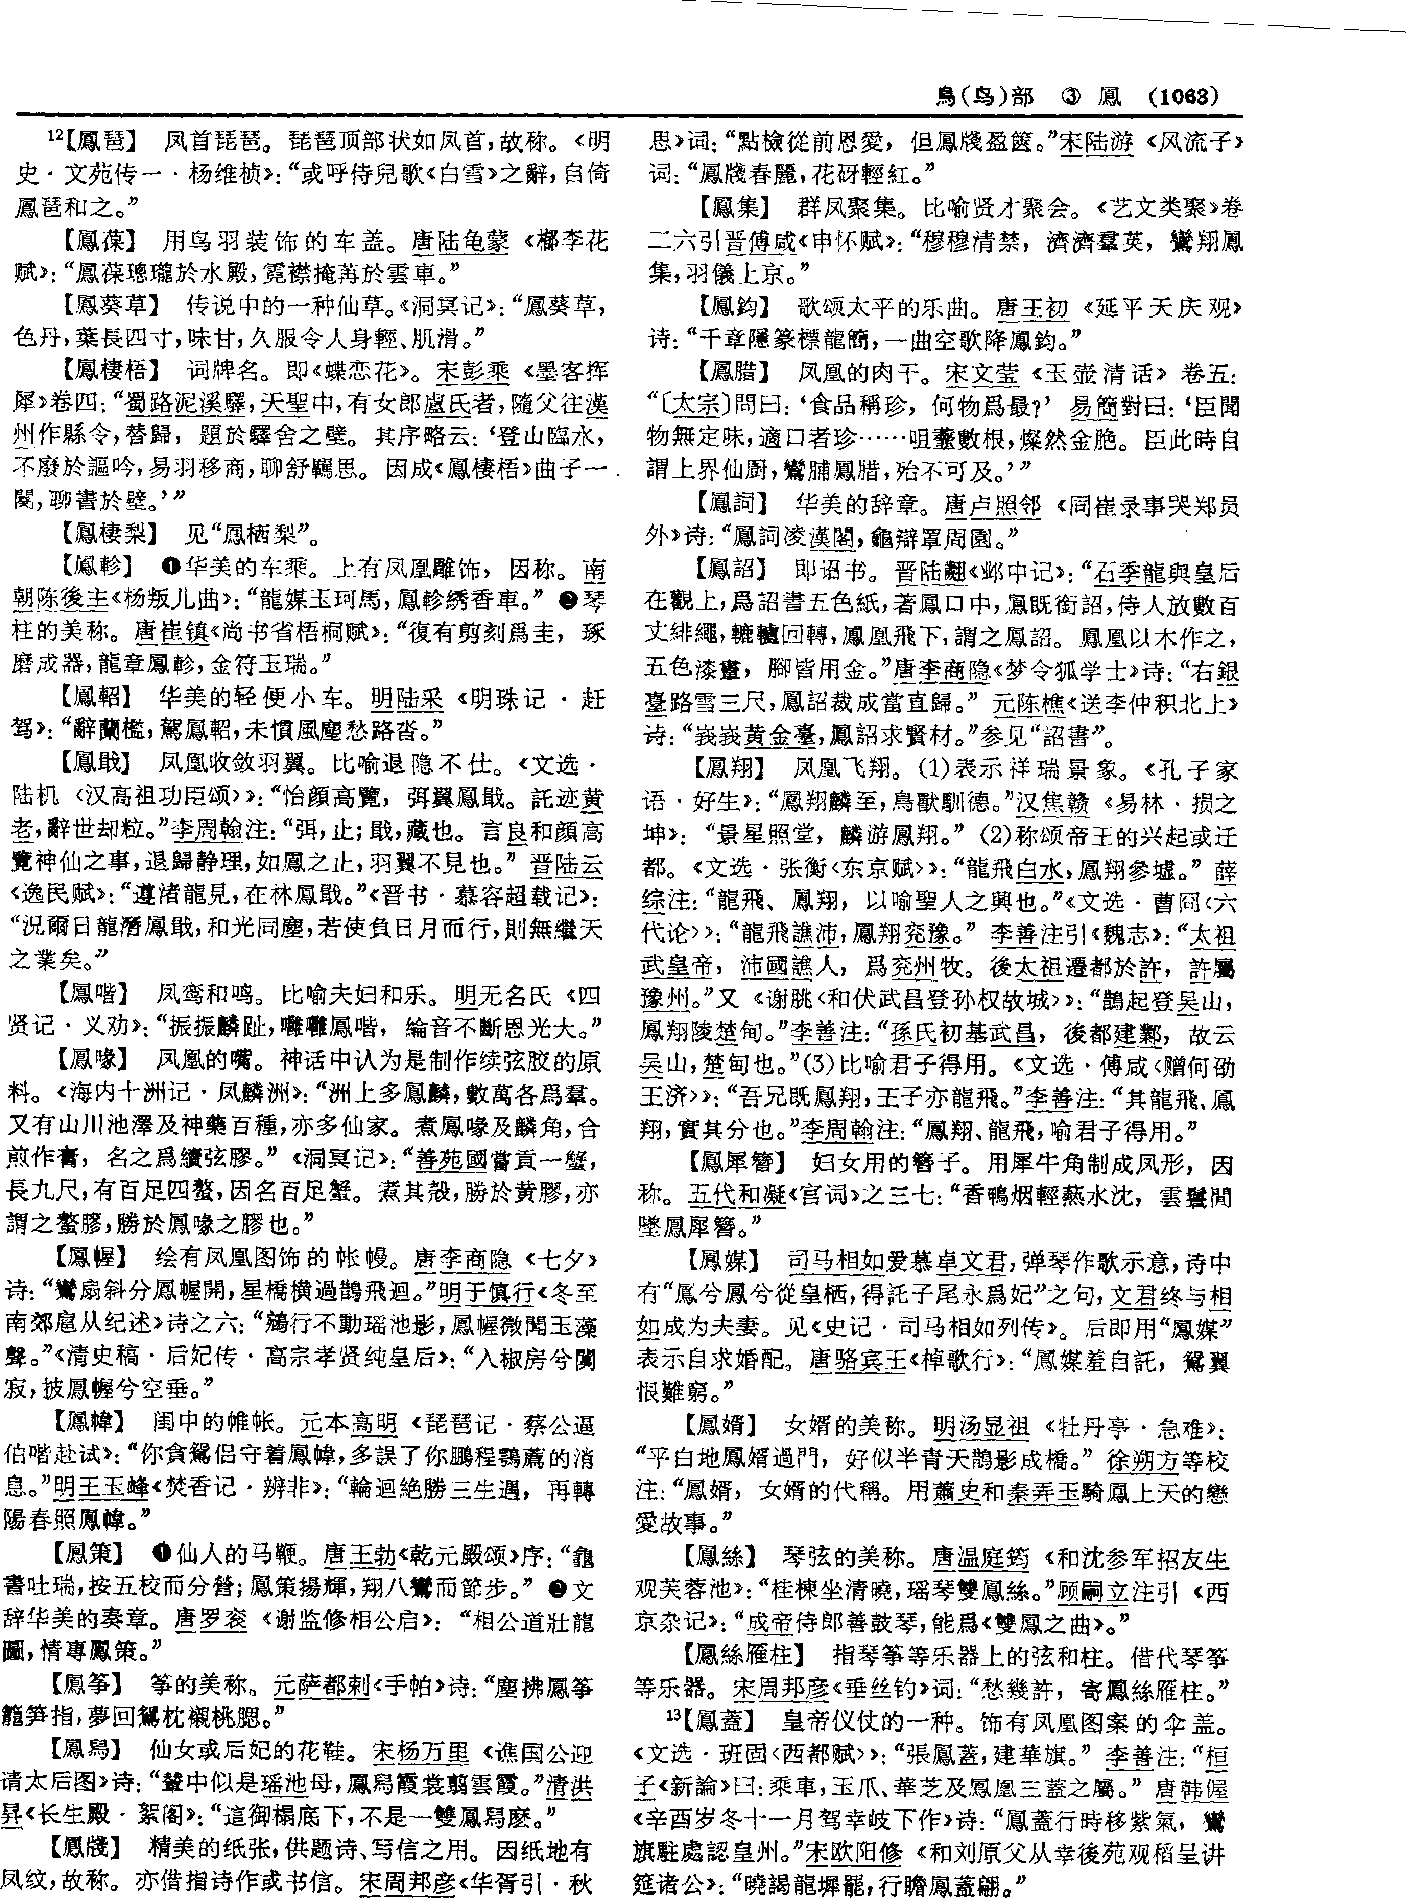 鳥(鸟)部　③　鳳　(1063)
12【鳳琶】　凤首琵琶。琵琶顶部状如凤首，故称。《明
史·文苑传一·杨维桢》：“或呼侍兒歌《白雪》之辭，自倚
鳳琶和之。”
【鳳葆】　用鸟羽装饰的车盖。唐陆龟蒙《郁李花
赋》：“鳳葆璁瓏於水殿，霓襟掩苒於雲車。”
【鳳葵草】　传说中的一种仙草。《洞冥记》：“鳳葵草，
色丹，葉長四寸，味甘，久服令人身輕、肌滑。”
【鳳棲梧】　词牌名。即《蝶恋花》。宋彭乘《墨客挥
犀》卷四：“蜀路泥溪驛，天聖中，有女郎盧氏者，隨父往漢
州作縣令，替歸，題於驛舍之壁。其序略云：‘登山臨水，
不廢於謳吟，易羽移商，聊舒羈思。因成《鳳棲梧》曲子一
闋，聊書於壁。’”
【鳳棲梨】　见“鳳栖梨”。
【鳳軫】　❶华美的车乘。上有凤凰雕饰，因称。南
朝陈後主《杨叛儿曲》：“龍媒玉珂馬，鳳軫綉香車。”❷琴
柱的美称。唐崔镇《尚书省梧桐赋》：“復有剪刻爲圭，琢
磨成器，龍章鳳軫，金符玉瑞。”
【鳳軺】　华美的轻便小车。明陆采《明珠记·赶
驾》：“辭蘭檻，駕鳳軺，未慣風塵愁路沓。”
【鳳戢】　凤凰收敛羽翼。比喻退隐不仕。《文选·
陆机〈汉高祖功臣颂〉》：“怡顔高覽，弭翼鳳戢。託迹黄
老，辭世却粒。”李周翰注：“弭，止；戢，藏也。言良和顔高
覽神仙之事，退歸静理，如鳳之止，羽翼不見也。”晋陆云
《逸民赋》：“遵渚龍見，在林鳳戢。”《晋书·慕容超载记》：
“況爾日龍潛鳳戢，和光同塵，若使負日月而行，則無繼天
之業矣。”
【鳳喈】　凤鸾和鸣。比喻夫妇和乐。明无名氏《四
贤记·义劝》：“振振麟趾，囃囃鳳喈，綸音不斷恩光大。”
【鳳喙】　凤凰的嘴。神话中认为是制作续弦胶的原
料。《海内十洲记·凤麟洲》：“洲上多鳳麟，數萬各爲羣。
又有山川池澤及神藥百種，亦多仙家。煮鳳喙及麟角，合
煎作膏，名之爲續弦膠。”《洞冥记》：“善苑國嘗貢一蟹，
長九尺，有百足四螯，因名百足蟹。煮其殻，勝於黄膠，亦
謂之螯膠，勝於鳳喙之膠也。”
【鳳幄】　绘有凤凰图饰的帐幔。唐李商隐《七夕》
诗：“鸞扇斜分鳳幄開，星橋横過鵲飛迴。”明于慎行《冬至
南郊扈从纪述》诗之六：“鵷行不動瑶池影，鳳幄微聞玉藻
聲。”《清史稿·后妃传·高宗孝贤纯皇后》：“入椒房兮闃
寂，披鳳幄兮空垂。”
【鳳幃】　闺中的帷帐。元本高明《琵琶记·蔡公逼
伯喈赴试》：“你貪鴛侣守着鳳幃，多誤了你鵬程鶚薦的消
息。”明王玉峰《焚香记·辨非》：“輪迴絶勝三生遇，再轉
陽春照鳳幃。”
【鳳策】　❶仙人的马鞭。唐王勃《乾元殿颂》序：“龜
書吐瑞，按五校而分營；鳳策揚輝，翔八鸞而節步。”❷文
辞华美的奏章。唐罗衮《谢监修相公启》：“相公道壯龍
圖，情專鳳策。”
【鳳筝】　筝的美称。元萨都剌《手帕》诗：“塵拂鳳筝
籠笋指，夢回鴛枕襯桃腮。”
【鳳舄】　仙女或后妃的花鞋。宋杨万里《谯国公迎
请太后图》诗：“輦中似是瑶池母，鳳舄霞裳翦雲霞。”清洪
昇《长生殿·絮阁》：“這御榻底下，不是一雙鳳舄麽。”
【鳳牋】　精美的纸张，供题诗、写信之用。因纸地有
凤纹，故称。亦借指诗作或书信。宋周邦彦《华胥引·秋
思》词：“點檢從前恩愛，但鳳牋盈篋。”宋陆游《风流子》
词：“鳳牋春麗，花砑輕紅。”
【鳳集】　群凤聚集。比喻贤才聚会。《艺文类聚》卷
二六引晋傅咸《申怀赋》：“穆穆清禁，濟濟羣英，鸞翔鳳
集，羽儀上京。”
【鳳鈞】　歌颂太平的乐曲。唐王初《延平天庆观》
诗：“千章隱篆標龍簡，一曲空歌降鳳鈞。”
【鳳腊】　凤凰的肉干。宋文莹《玉壶清话》卷五：
“〔太宗〕問曰：‘食品稱珍，何物爲最？’易簡對曰：‘臣聞
物無定味，適口者珍……咀虀數根，燦然金脆。臣此時自
謂上界仙厨，鸞脯鳳腊，殆不可及。’”
【鳳詞】　华美的辞章。唐卢照邻《同崔录事哭郑员
外》诗：“鳳詞凌漢閣，龜辯罩周園。”
【鳳詔】　即诏书。晋陆翽《邺中记》：“石季龍與皇后
在觀上，爲詔書五色紙，著鳳口中，鳳既銜詔，侍人放數百
丈緋繩，轆轤回轉，鳳凰飛下，謂之鳳詔。鳳凰以木作之，
五色漆畫，脚皆用金。”唐李商隐《梦令狐学士》诗：“右銀
臺路雪三尺，鳳詔裁成當直歸。”元陈樵《送李仲积北上》
诗：“峩峩黄金臺，鳳詔求賢材。”参见“詔書”。
【鳳翔】　凤凰飞翔。(1)表示祥瑞景象。《孔子家
语·好生》：“鳳翔麟至，鳥獸馴德。”汉焦赣《易林·损之
坤》：“景星照堂，麟游鳳翔。”(2)称颂帝王的兴起或迁
都。《文选·张衡〈东京赋〉》：“龍飛白水，鳳翔參墟。”薛
综注：“龍飛、鳳翔，以喻聖人之興也。”《文选·曹冏〈六
代论〉》：“龍飛譙沛，鳳翔兖豫。”李善注引《魏志》：“太祖
武皇帝，沛國譙人，爲兖州牧。後太祖遷都於許，許屬
豫州。”又《谢朓〈和伏武昌登孙权故城〉》：“鵲起登吴山，
鳳翔陵楚甸。”李善注：“孫氏初基武昌，後都建鄴，故云
吴山，楚甸也。”(3)比喻君子得用。《文选·傅咸〈赠何劭
王济〉》：“吾兄既鳳翔，王子亦龍飛。”李善注：“其龍飛、鳳
翔，實其分也。”李周翰注：“鳳翔、龍飛，喻君子得用。”
【鳳犀簪】　妇女用的簪子。用犀牛角制成凤形，因
称。五代和凝《宫词》之三七：“香鴨烟輕爇水沈，雲鬟閒
墜鳳犀簪。”
【鳳媒】　司马相如爱慕卓文君，弹琴作歌示意，诗中
有“鳳兮鳳兮從皇栖，得託子尾永爲妃”之句，文君终与相
如成为夫妻。见《史记·司马相如列传》。后即用“鳳媒”
表示自求婚配。唐骆宾王《棹歌行》：“鳳媒羞自託，鴛翼
恨難窮。”
【鳳婿】　女婿的美称。明汤显祖《牡丹亭·急难》：
“平白地鳳婿過門，好似半青天鵲影成橋。”徐朔方等校
注：“鳳婿，女婿的代稱。用蕭史和秦弄玉騎鳳上天的戀
愛故事。”
【鳳絲】　琴弦的美称。唐温庭筠《和沈参军招友生
观芙蓉池》：“桂棟坐清曉，瑶琴雙鳳絲。”顾嗣立注引《西
京杂记》：“成帝侍郎善鼓琴，能爲《雙鳳之曲》。”
【鳳絲雁柱】　指琴筝等乐器上的弦和柱。借代琴筝
等乐器。宋周邦彦《垂丝钓》词：“愁幾許，寄鳳絲雁柱。”
13【鳳蓋】　皇帝仪仗的一种。饰有凤凰图案的伞盖。
《文选·班固〈西都赋〉》：“張鳳蓋，建華旗。”李善注：“桓
子《新論》曰：乘車，玉爪、華芝及鳳凰三蓋之屬。”唐韩偓
《辛酉岁冬十一月驾幸岐下作》诗：“鳳蓋行時移紫氣，鸞
旗駐處認皇州。”宋欧阳修《和刘原父从幸後苑观稻呈讲
筵诸公》：“曉謁龍墀罷，行瞻鳳蓋翩。”